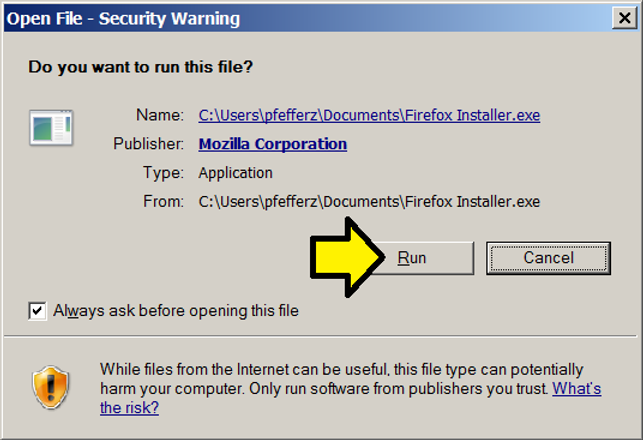 Open File - Security Warning
Do you want to run this file?
Name: C:\Users\pfefferz\Documents\Firefox Installer.exe
Publisher: Mozilla Corporation
Type: Application
From: C:\Users\pfefferz\Documents\Firefox Installer.exe
Run Cancel
Always ask before opening this file
While files from the Internet can be useful, this file type can potentially
harm your computer. Only run software from publishers you trust. What's
the risk?